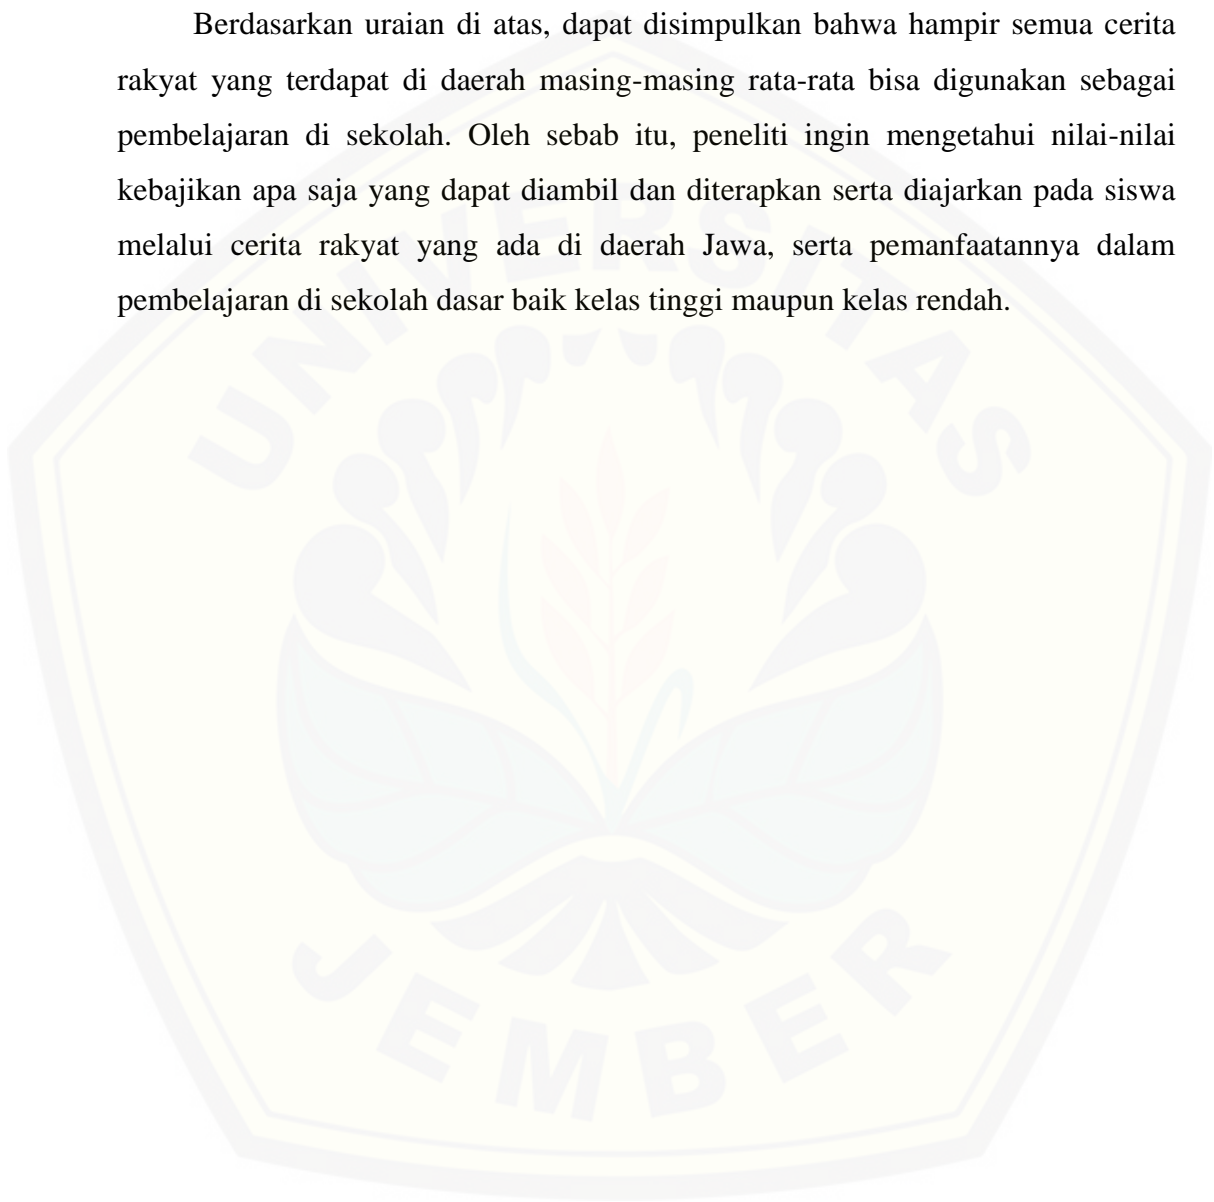 Berdasarkan uraian di atas, dapat disimpulkan bahwa hampir semua cerita
rakyat yang terdapat di daerah masing-masing rata-rata bisa digunakan sebagai
pembelajaran di sekolah. Oleh sebab itu, peneliti ingin mengetahui nilai-nilai
kebajikan apa saja yang dapat diambil dan diterapkan serta diajarkan pada siswa
melalui cerita rakyat yang ada di daerah Jawa, serta pemanfaatannya dalam
pembelajaran di sekolah dasar baik kelas tinggi maupun kelas rendah.
UNIVERSITAS
JEMBER